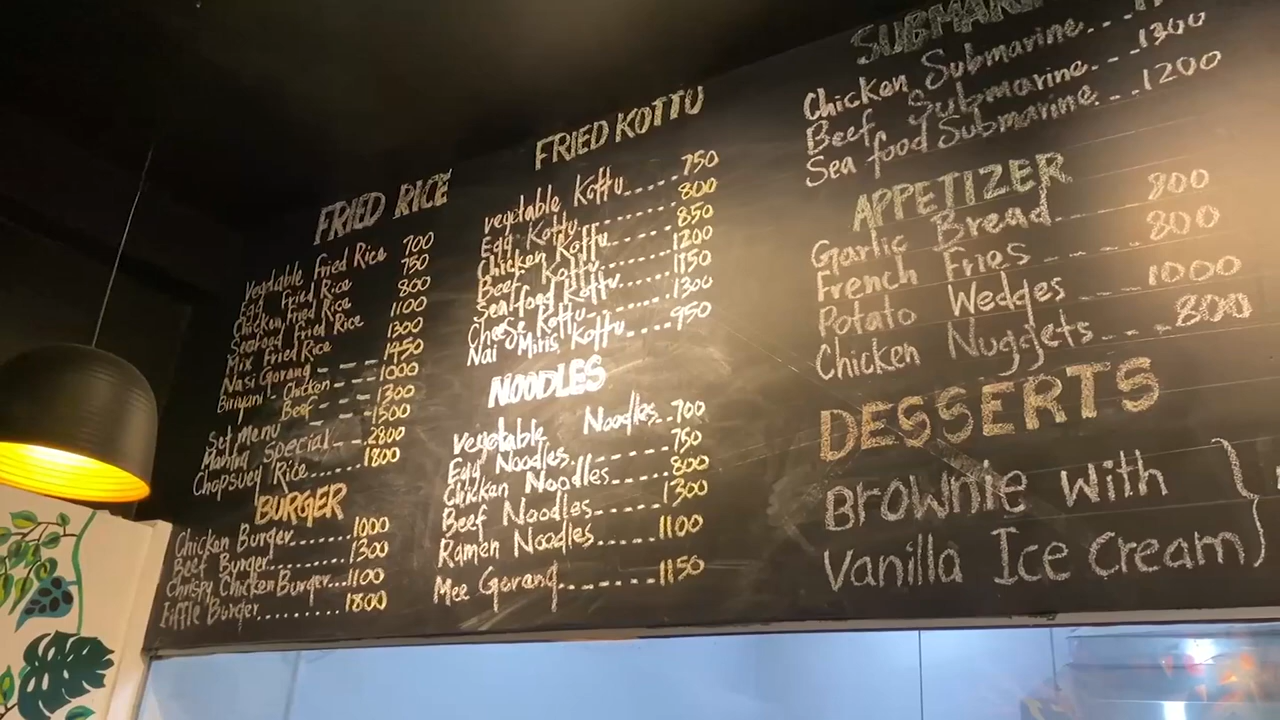 FRIED RICE
Vegetable Fried Rice 700
Egg Fried Rice 750
Chicken Fried Rice 800
Seafood Fried Rice 1100
Mix Fried Rice 1300
Nasi Gorang --- 1450
Biriyani - Chicken ---- 1000
Beef --- 1300
Set menu --- 1500
Special --- 2800
Chopsuey Rice ....... 1800
BURGER
Chicken Burger ...... 1000
Beef Burger ........ 1300
Chrispy Chicken Burger...1100
Eiffle Burger ........ 1800
FRIED KOTTU
vegetable Kottu ..... 750
Egg Kottu ....... 800
Chicken Kottu ....... 850
Beef Kottu ....... 1200
Seafood Kottu ...... 1150
Cheese Kottu ...... 1300
Nai Miris Kottu .... 950
NOODLES
vegetable Noodles...700
Egg Noodles........ 750
Chicken Noodles...... 800
Beef Noodles ....... 1300
Ramen Noodles ...... 1100
Mee Gorang ........ 1150
SUBMARI
Chicken Submarine...
Beef Submarine...1300
Sea food Submarine...1200
APPETIZER
Garlic Bread ..... 800
French Fries ---- 800
Potato Wedges ---1000
Chicken Nuggets ---800
DESSERTS
Brownie with
Vanilla Ice Cream